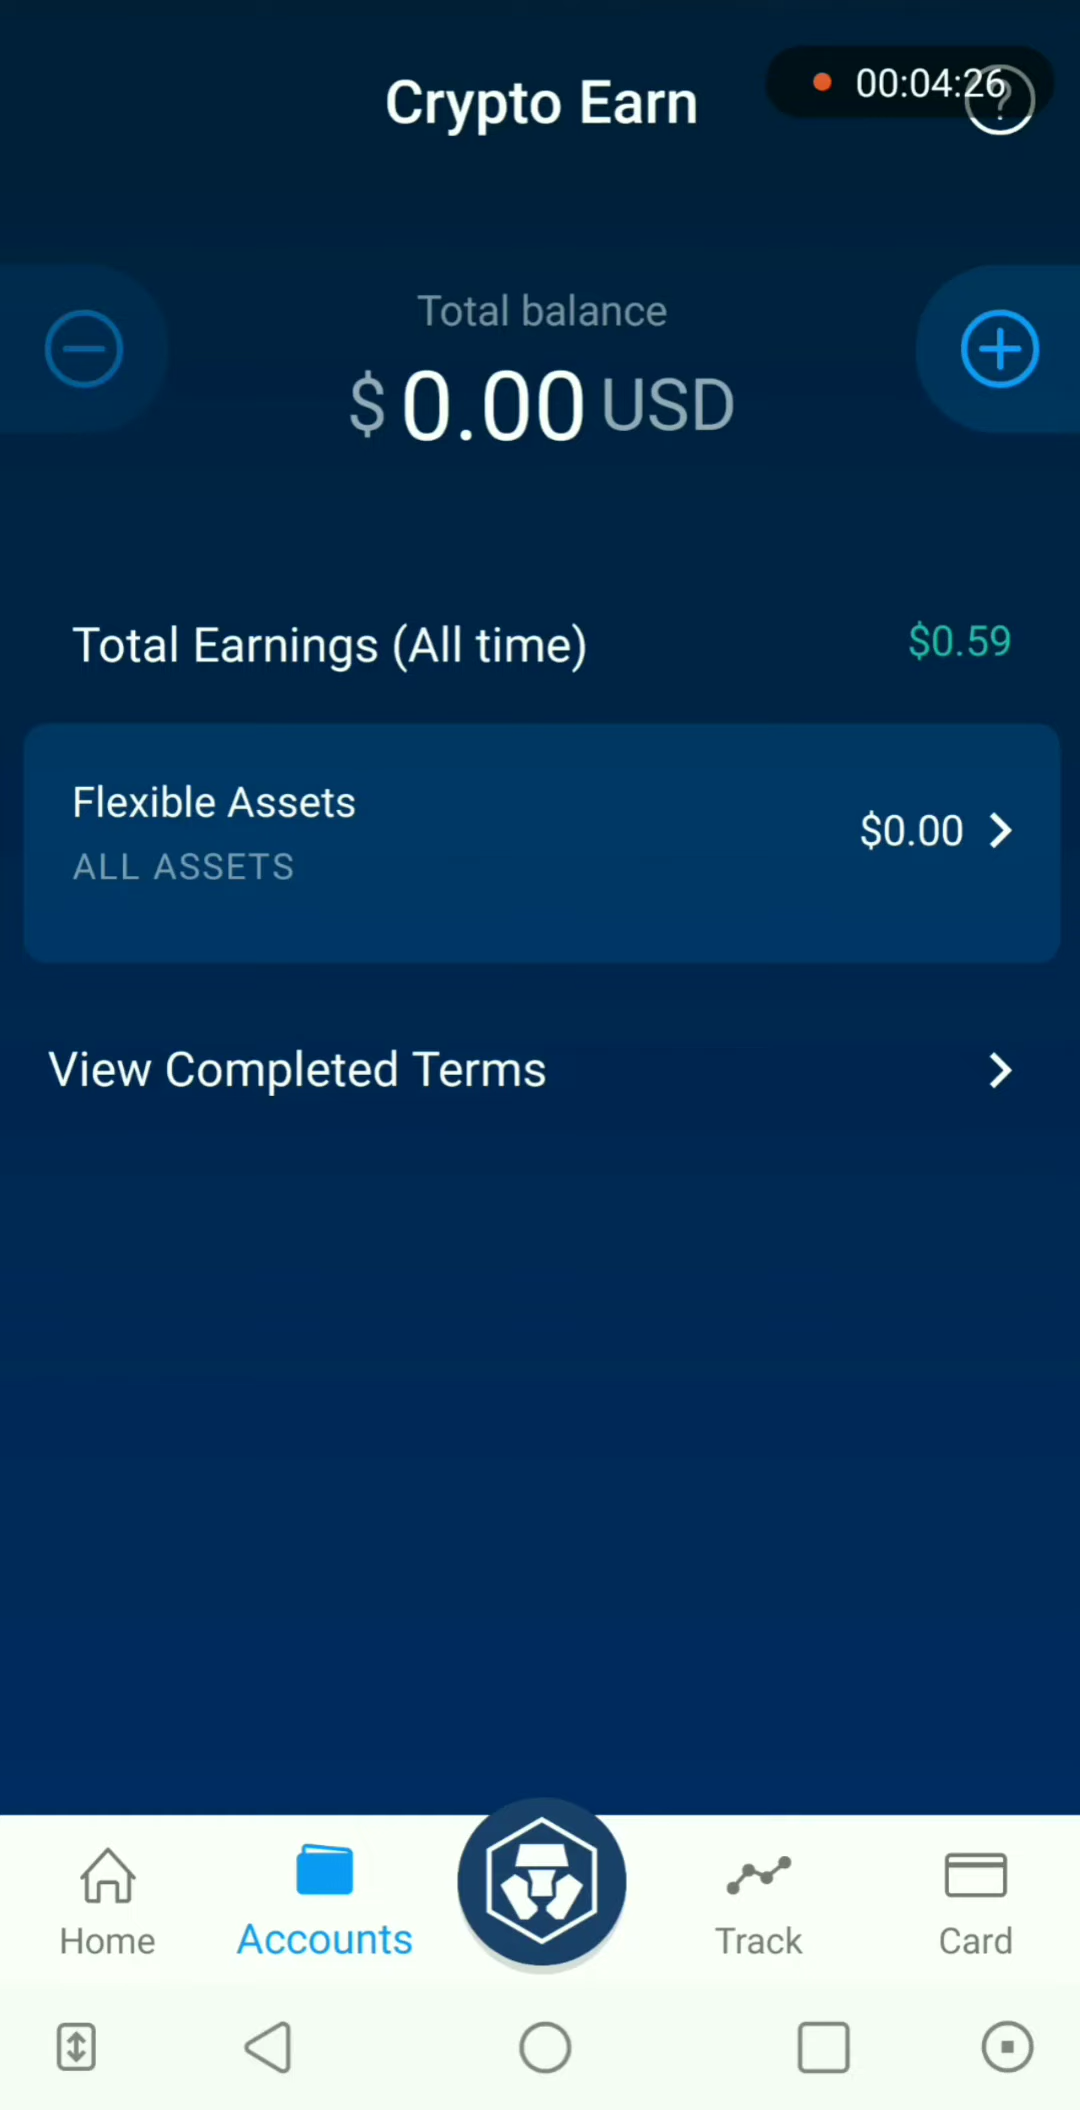 Crypto Earn
00:04:26
Total balance
$ 0.00 USD
Total Earnings (All time) $0.59
Flexible Assets
$0.00
ALL ASSETS
View Completed Terms
Home Accounts Track Card